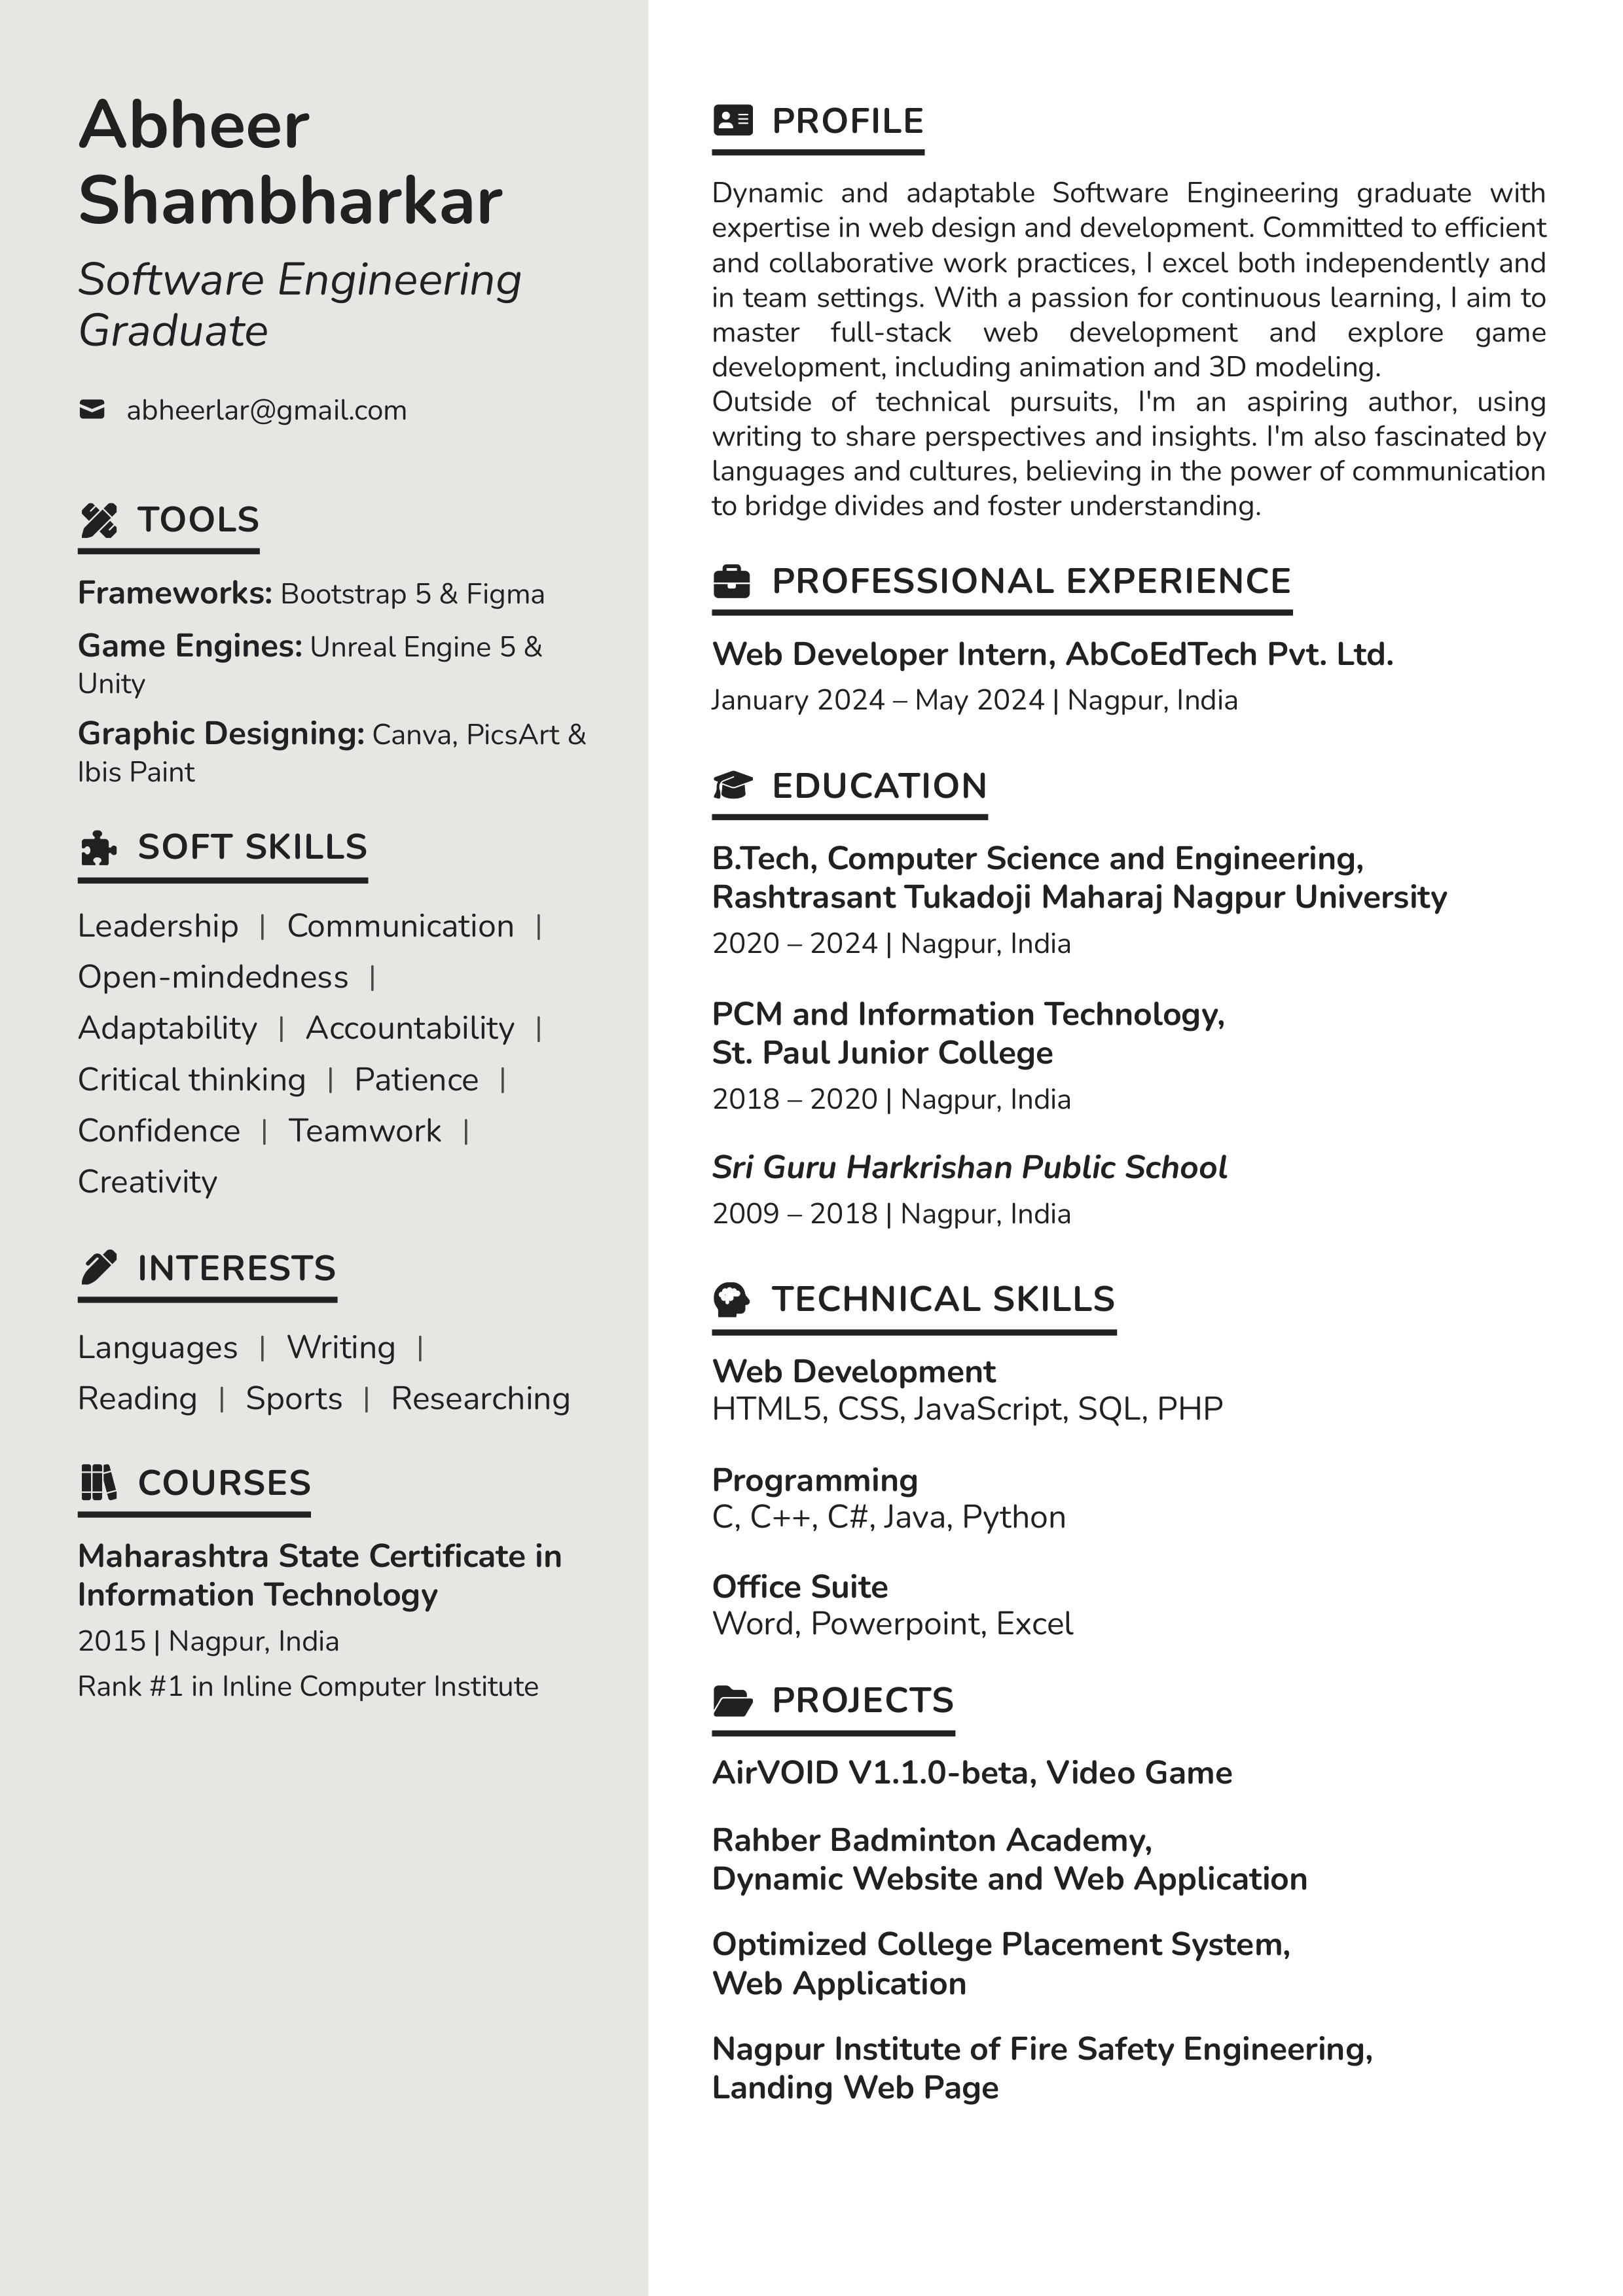 Abheer
Shambharkar
Software Engineering
Graduate
abheerlar@gmail.com
TOOLS
Frameworks: Bootstrap 5 & Figma
Game Engines: Unreal Engine 5 &
Unity
Graphic Designing: Canva, PicsArt &
Ibis Paint
SOFT SKILLS
Leadership | Communication |
Open-mindedness |
Adaptability | Accountability |
Critical thinking | Patience |
Confidence | Teamwork |
Creativity
INTERESTS
Languages | Writing |
Reading | Sports | Researching
COURSES
Maharashtra State Certificate in
Information Technology
2015 | Nagpur, India
Rank #1 in Inline Computer Institute
PROFILE
Dynamic and adaptable Software Engineering graduate with
expertise in web design and development. Committed to efficient
and collaborative work practices, I excel both independently and
in team settings. With a passion for continuous learning, I aim to
master full-stack web development and explore game
development, including animation and 3D modeling.
Outside of technical pursuits, I'm an aspiring author, using
writing to share perspectives and insights. I'm also fascinated by
languages and cultures, believing in the power of communication
to bridge divides and foster understanding.
PROFESSIONAL EXPERIENCE
Web Developer Intern, AbCoEdTech Pvt. Ltd.
January 2024 – May 2024 | Nagpur, India
EDUCATION
B.Tech, Computer Science and Engineering,
Rashtrasant Tukadoji Maharaj Nagpur University
2020 – 2024 | Nagpur, India
PCM and Information Technology,
St. Paul Junior College
2018 – 2020 | Nagpur, India
Sri Guru Harkrishan Public School
2009 – 2018 | Nagpur, India
TECHNICAL SKILLS
Web Development
HTML5, CSS, JavaScript, SQL, PHP
Programming
C, C++, C#, Java, Python
Office Suite
Word, Powerpoint, Excel
PROJECTS
AirVOID V1.1.0-beta, Video Game
Rahber Badminton Academy,
Dynamic Website and Web Application
Optimized College Placement System,
Web Application
Nagpur Institute of Fire Safety Engineering,
Landing Web Page